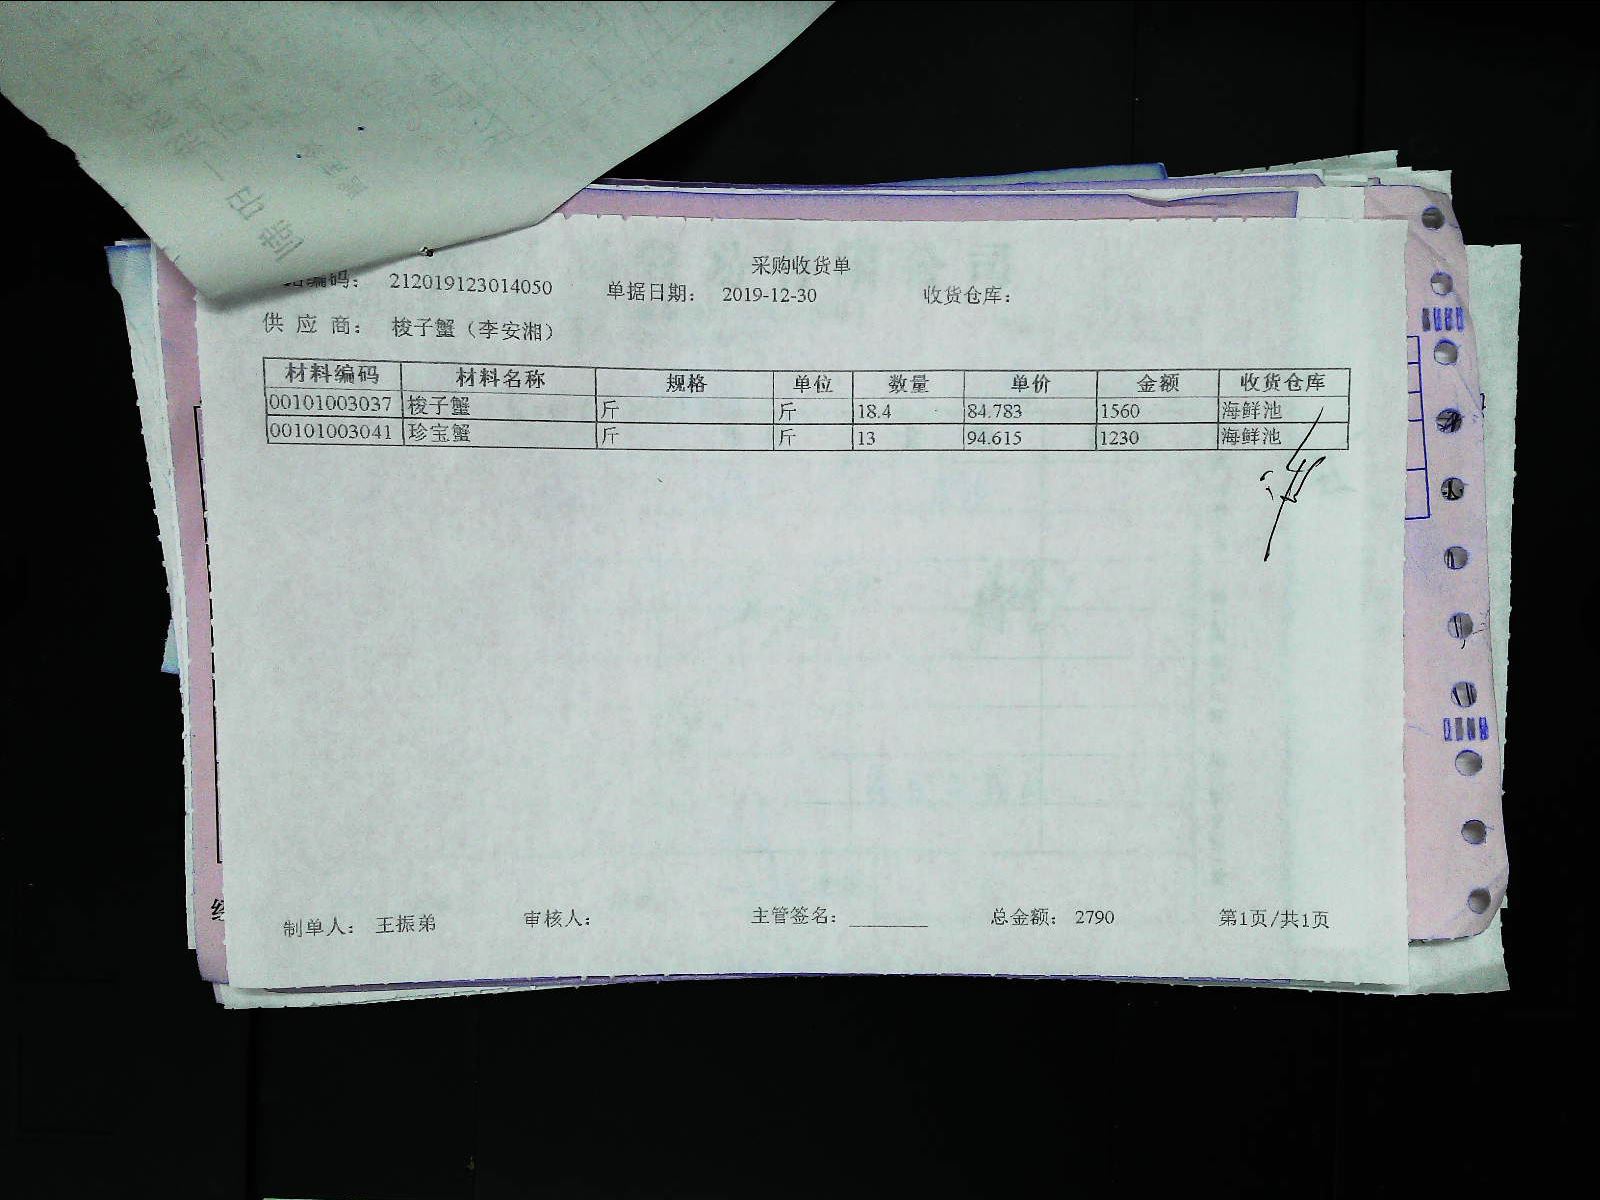 采购收货单
编码： 212019123014050 单据日期： 2019-12-30 收货仓库：
供 应 商： 梭子蟹（李安湘）
材料编码 材料名称 规格 单位 数量 单价 金额 收货仓库
00101003037 梭子蟹 斤 斤 18.4 84.783 1560 海鲜池
00101003041 珍宝蟹 斤 斤 13 94.615 1230 海鲜池
制单人： 王振弟 审核人： 主管签名： ________ 总金额： 2790 第1页/共1页